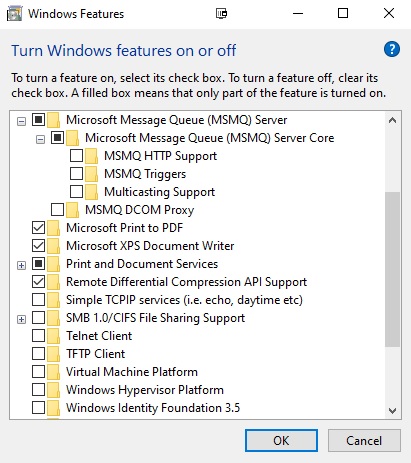 Windows Features
Turn Windows features on or off
To turn a feature on, select its check box. To turn a feature off, clear its
check box. A filled box means that only part of the feature is turned on.
Microsoft Message Queue (MSMQ) Server
Microsoft Message Queue (MSMQ) Server Core
MSMQ HTTP Support
MSMQ Triggers
Multicasting Support
MSMQ DCOM Proxy
Microsoft Print to PDF
Microsoft XPS Document Writer
Print and Document Services
Remote Differential Compression API Support
Simple TCPIP services (i.e. echo, daytime etc)
SMB 1.0/CIFS File Sharing Support
Telnet Client
TFTP Client
Virtual Machine Platform
Windows Hypervisor Platform
Windows Identity Foundation 3.5
OK
Cancel